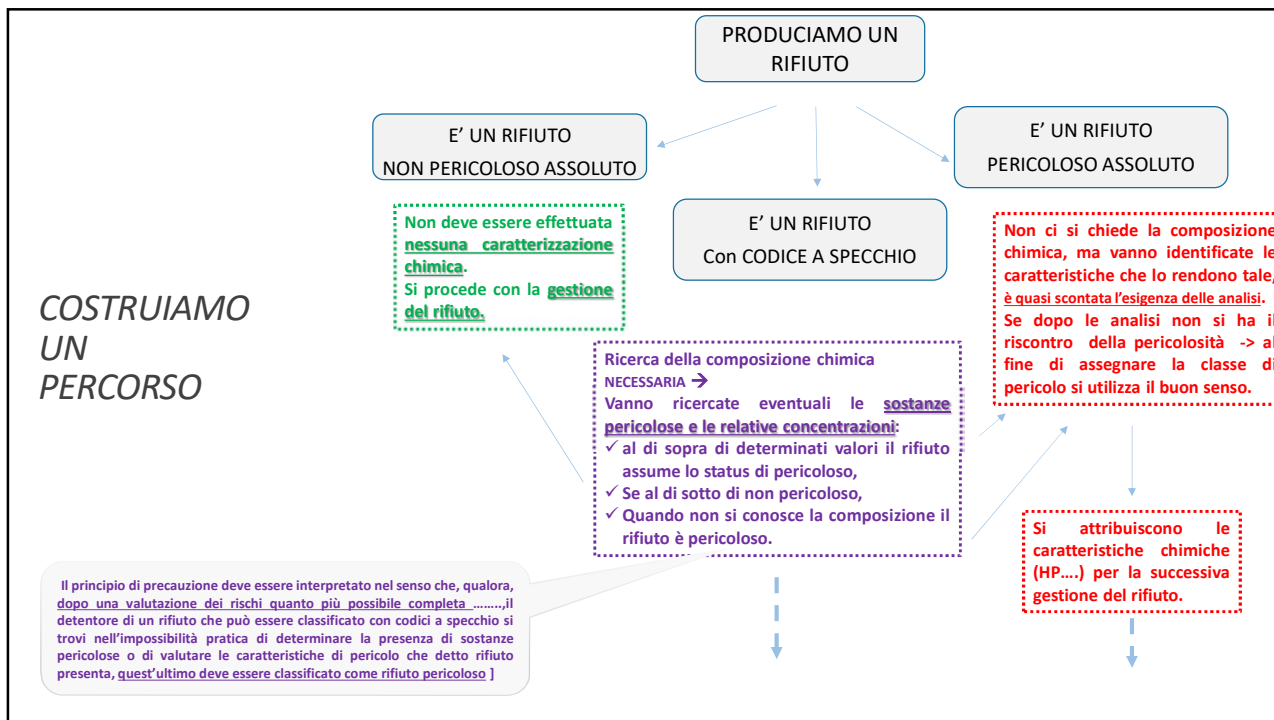 PRODUCIAMO UN
RIFIUTO
E’ UN RIFIUTO
NON PERICOLOSO ASSOLUTO
E’ UN RIFIUTO
PERICOLOSO ASSOLUTO
E’ UN RIFIUTO
Con CODICE A SPECCHIO
Non deve essere effettuata
nessuna caratterizzazione
chimica.
Si procede con la gestione
del rifiuto.
Non ci si chiede la composizione
chimica, ma vanno identificate le
caratteristiche che lo rendono tale,
è quasi scontata l’esigenza delle analisi.
Se dopo le analisi non si ha il
riscontro della pericolosità -> al
fine di assegnare la classe di
pericolo si utilizza il buon senso.
COSTRUIAMO
UN
PERCORSO
Ricerca della composizione chimica
NECESSARIA →
Vanno ricercate eventuali le sostanze
pericolose e le relative concentrazioni:
✓ al di sopra di determinati valori il rifiuto
assume lo status di pericoloso,
✓ Se al di sotto di non pericoloso,
✓ Quando non si conosce la composizione il
rifiuto è pericoloso.
Si attribuiscono le
caratteristiche chimiche
(HP....) per la successiva
gestione del rifiuto.
Il principio di precauzione deve essere interpretato nel senso che, qualora,
dopo una valutazione dei rischi quanto più possibile completa ........,il
detentore di un rifiuto che può essere classificato con codici a specchio si
trovi nell’impossibilità pratica di determinare la presenza di sostanze
pericolose o di valutare le caratteristiche di pericolo che detto rifiuto
presenta, quest’ultimo deve essere classificato come rifiuto pericoloso ]